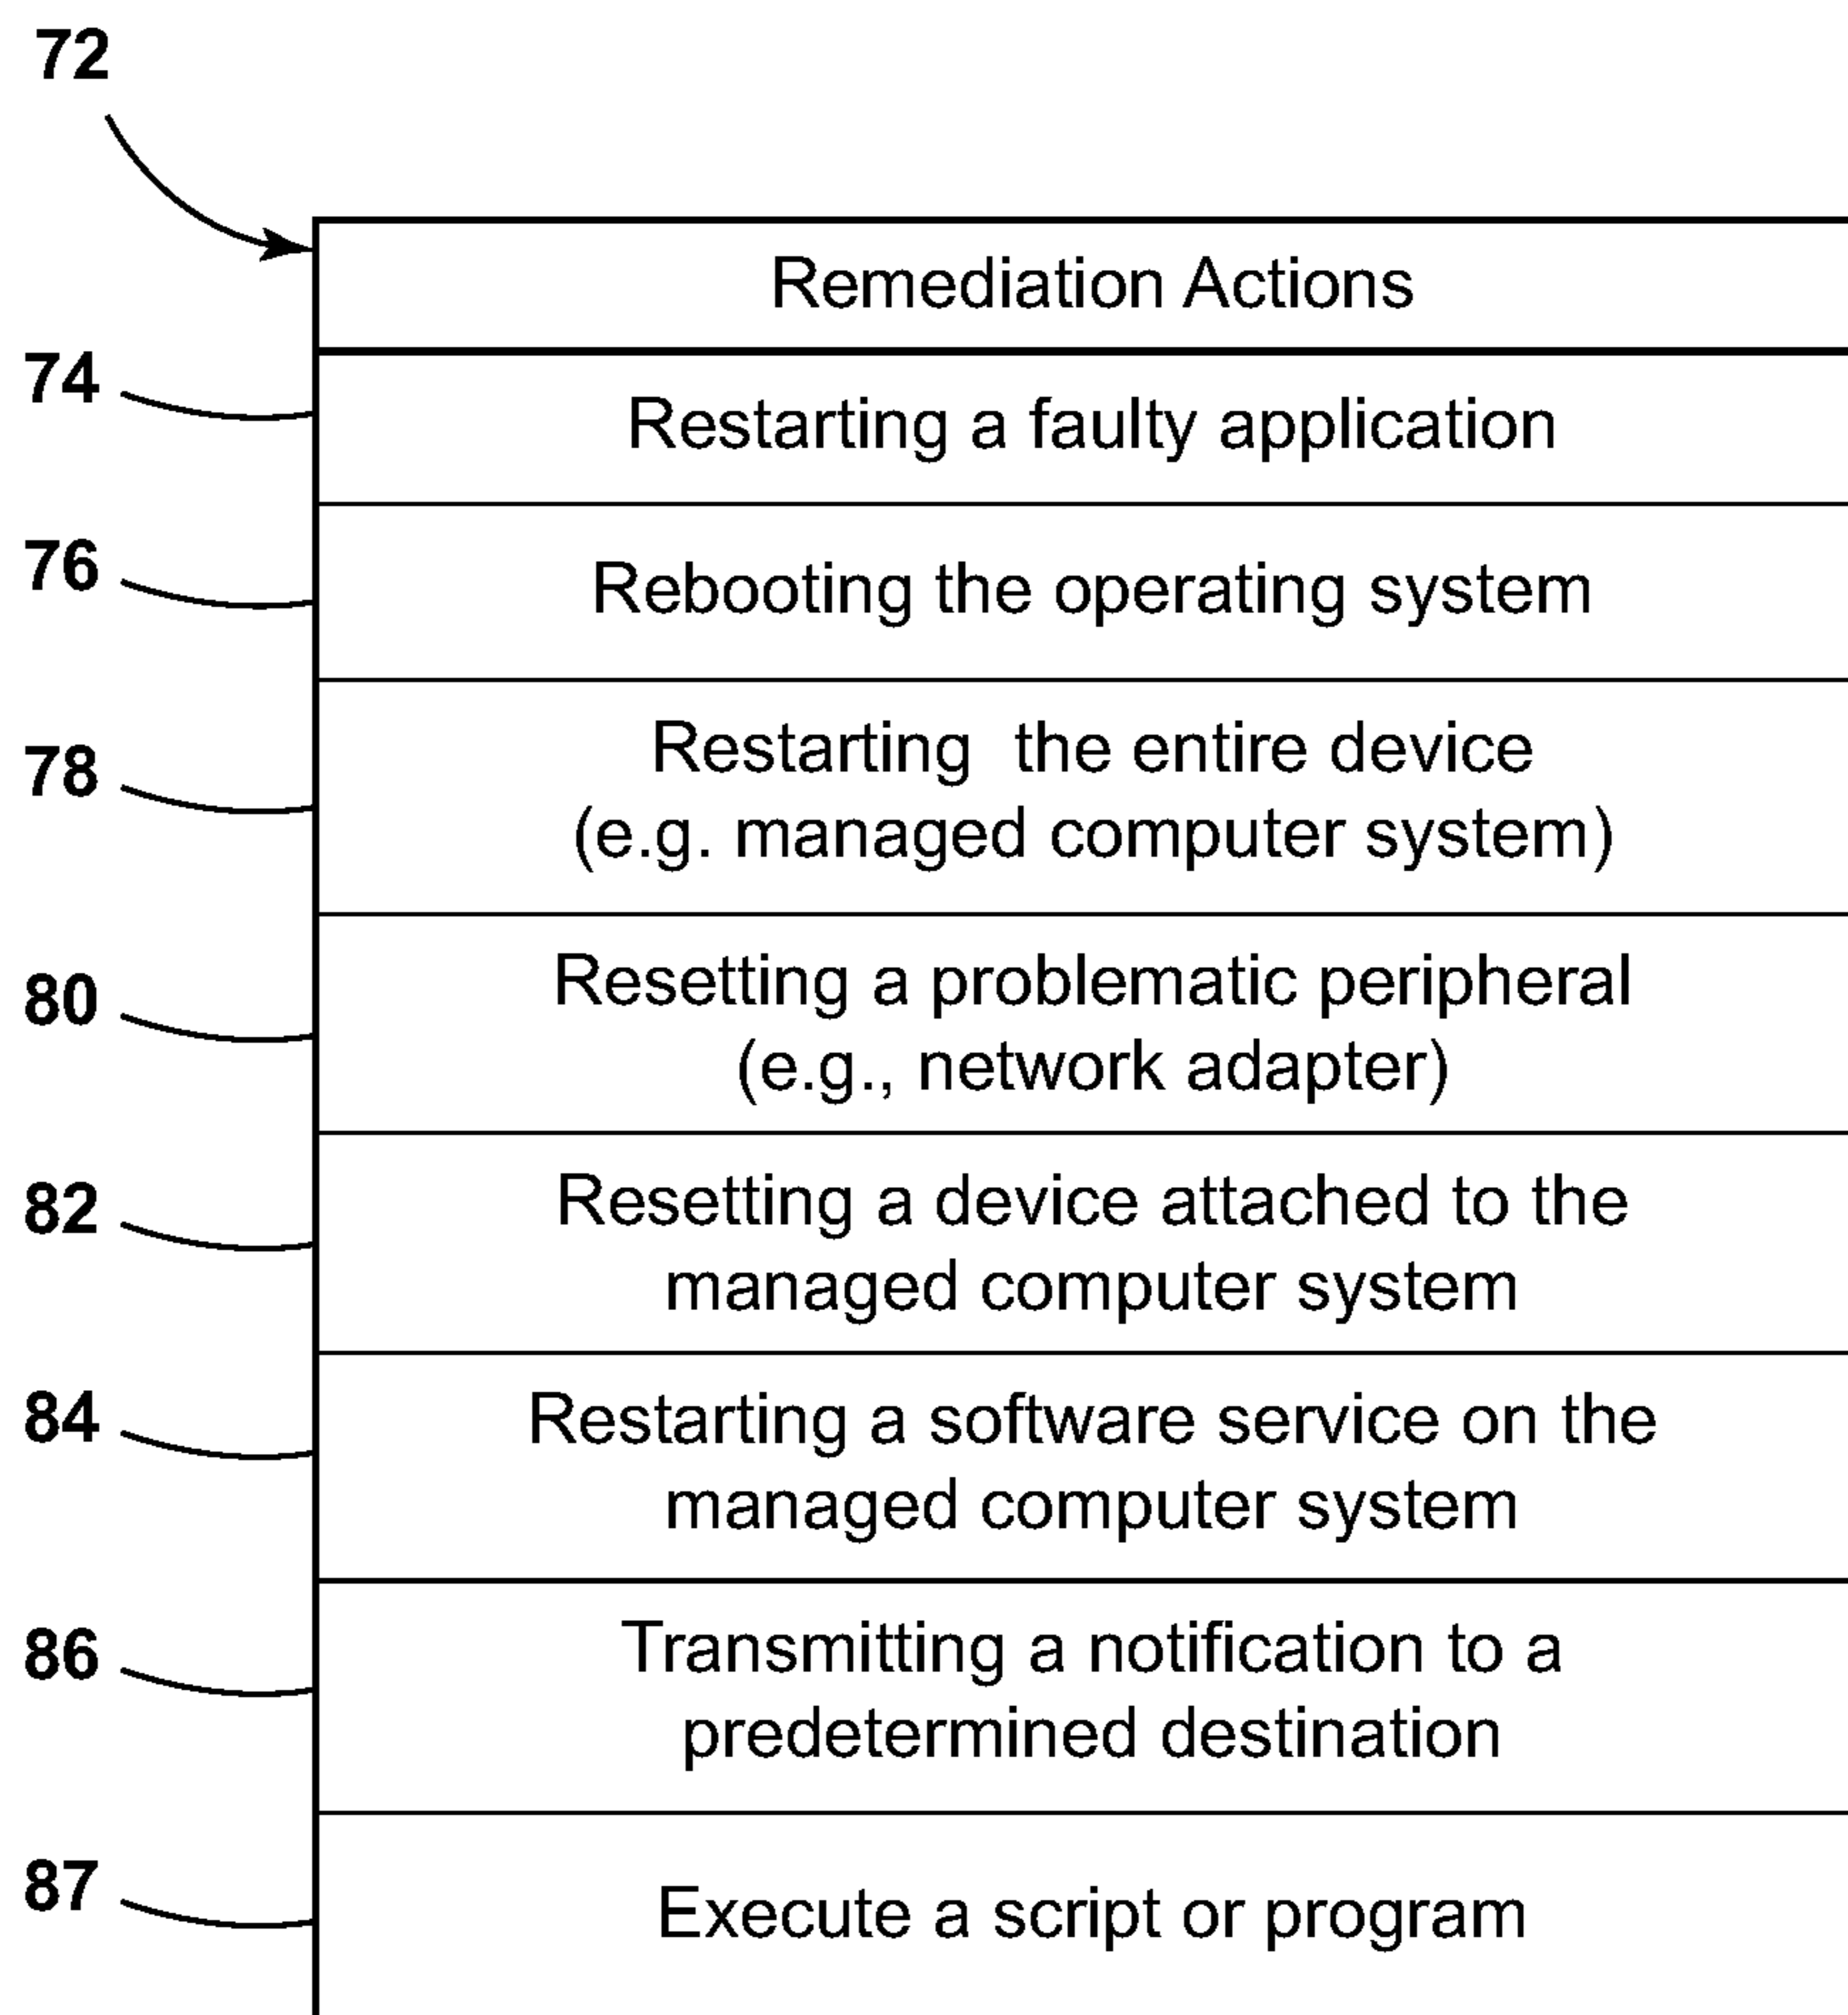 72
Remediation Actions
74
Restarting a faulty application
76
Rebooting the operating system
78
Restarting the entire device
(e.g. managed computer system)
80
Resetting a problematic peripheral
(e.g., network adapter)
82
Resetting a device attached to the
managed computer system
84
Restarting a software service on the
managed computer system
86
Transmitting a notification to a
predetermined destination
87
Execute a script or program